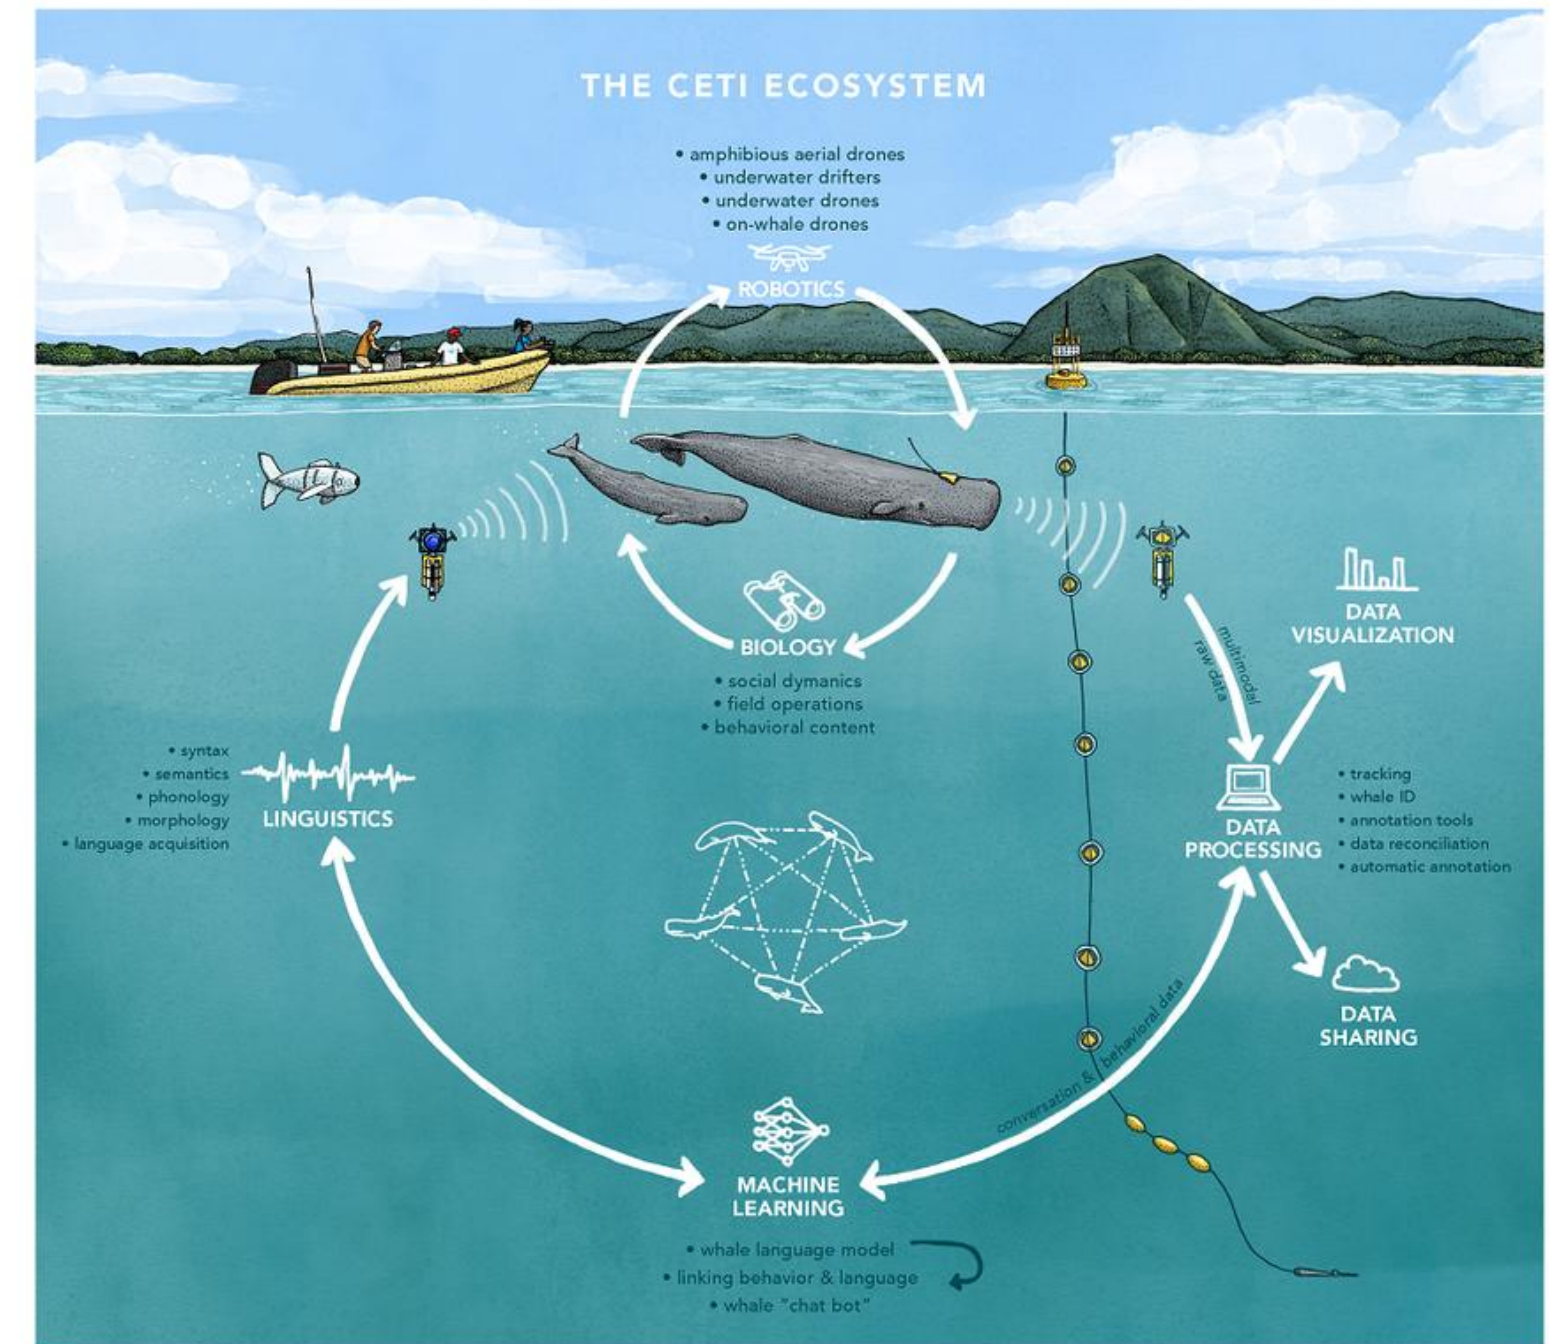 THE CETI ECOSYSTEM
• amphibious aerial drones
• underwater drifters
• underwater drones
• on-whale drones
ROBOTICS
BIOLOGY
• social dymanics
• field operations
• behavioral content
multimodal
raw data
DATA
VISUALIZATION
• syntax
• semantics
• phonology
• morphology
• language acquisition
LINGUISTICS
DATA
PROCESSING
• tracking
• whale ID
• annotation tools
• data reconciliation
• automatic annotation
DATA
SHARING
conversation & behavioral data
MACHINE
LEARNING
• whale language model
• linking behavior & language
• whale "chat bot"